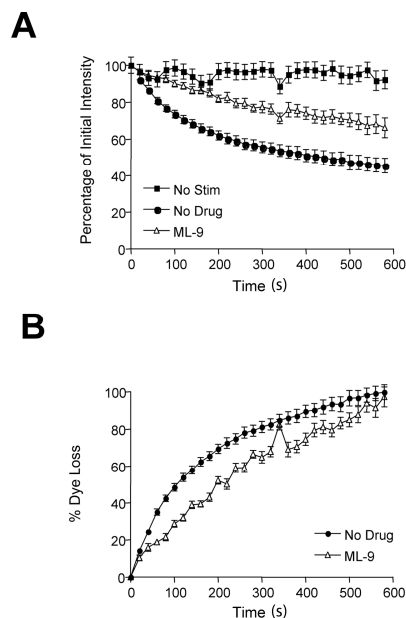 A
Percentage of Initial Intensity
100
80
60
40
20
0
No Stim
No Drug
ML-9
0 100 200 300 400 500 600
Time (s)
B
% Dye Loss
100
80
60
40
20
0
No Drug
ML-9
0 100 200 300 400 500 600
Time (s)